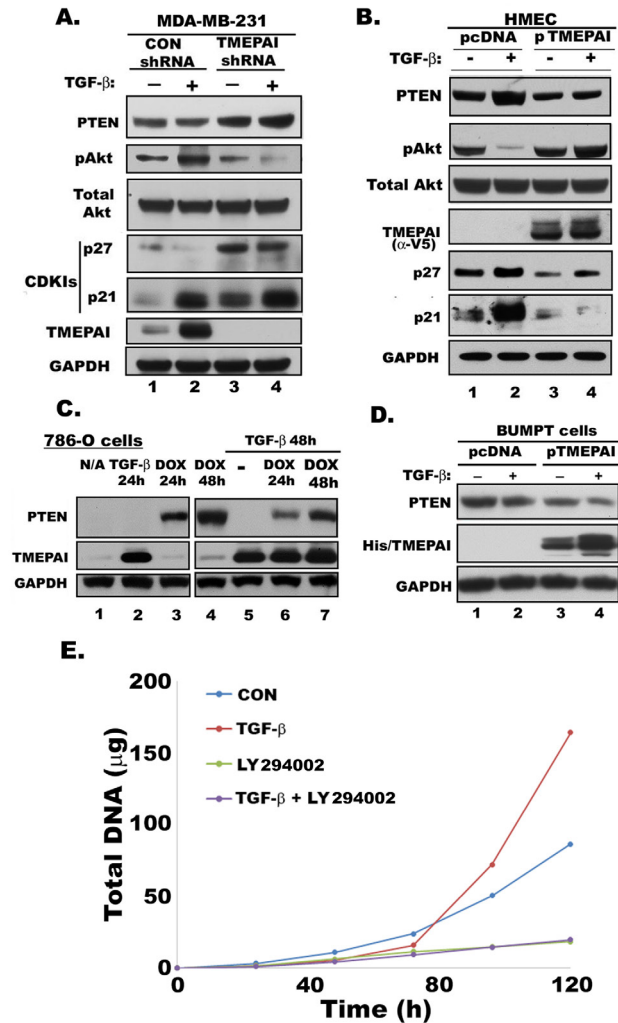 A.
MDA-MB-231
CON shRNA TMEPAI shRNA
TGF-β: – + – +
PTEN
pAkt
Total Akt
CDKIs
p27
p21
TMEPAI
GAPDH
1 2 3 4
B.
HMEC
pcDNA pTMEPAI
TGF-β: - + - +
PTEN
pAkt
Total Akt
TMEPAI
(α-V5)
p27
p21
GAPDH
1 2 3 4
C.
786-O cells
TGF-β 48h
N/A TGF-β 24h DOX 24h DOX 48h - DOX 24h DOX 48h
PTEN
TMEPAI
GAPDH
1 2 3 4 5 6 7
D.
BUMPT cells
pcDNA pTMEPAI
TGF-β: – + – +
PTEN
His/TMEPAI
GAPDH
1 2 3 4
E.
200
150
100
50
0
Total DNA (μg)
CON
TGF-β
LY294002
TGF-β + LY294002
0 40 80 120
Time (h)